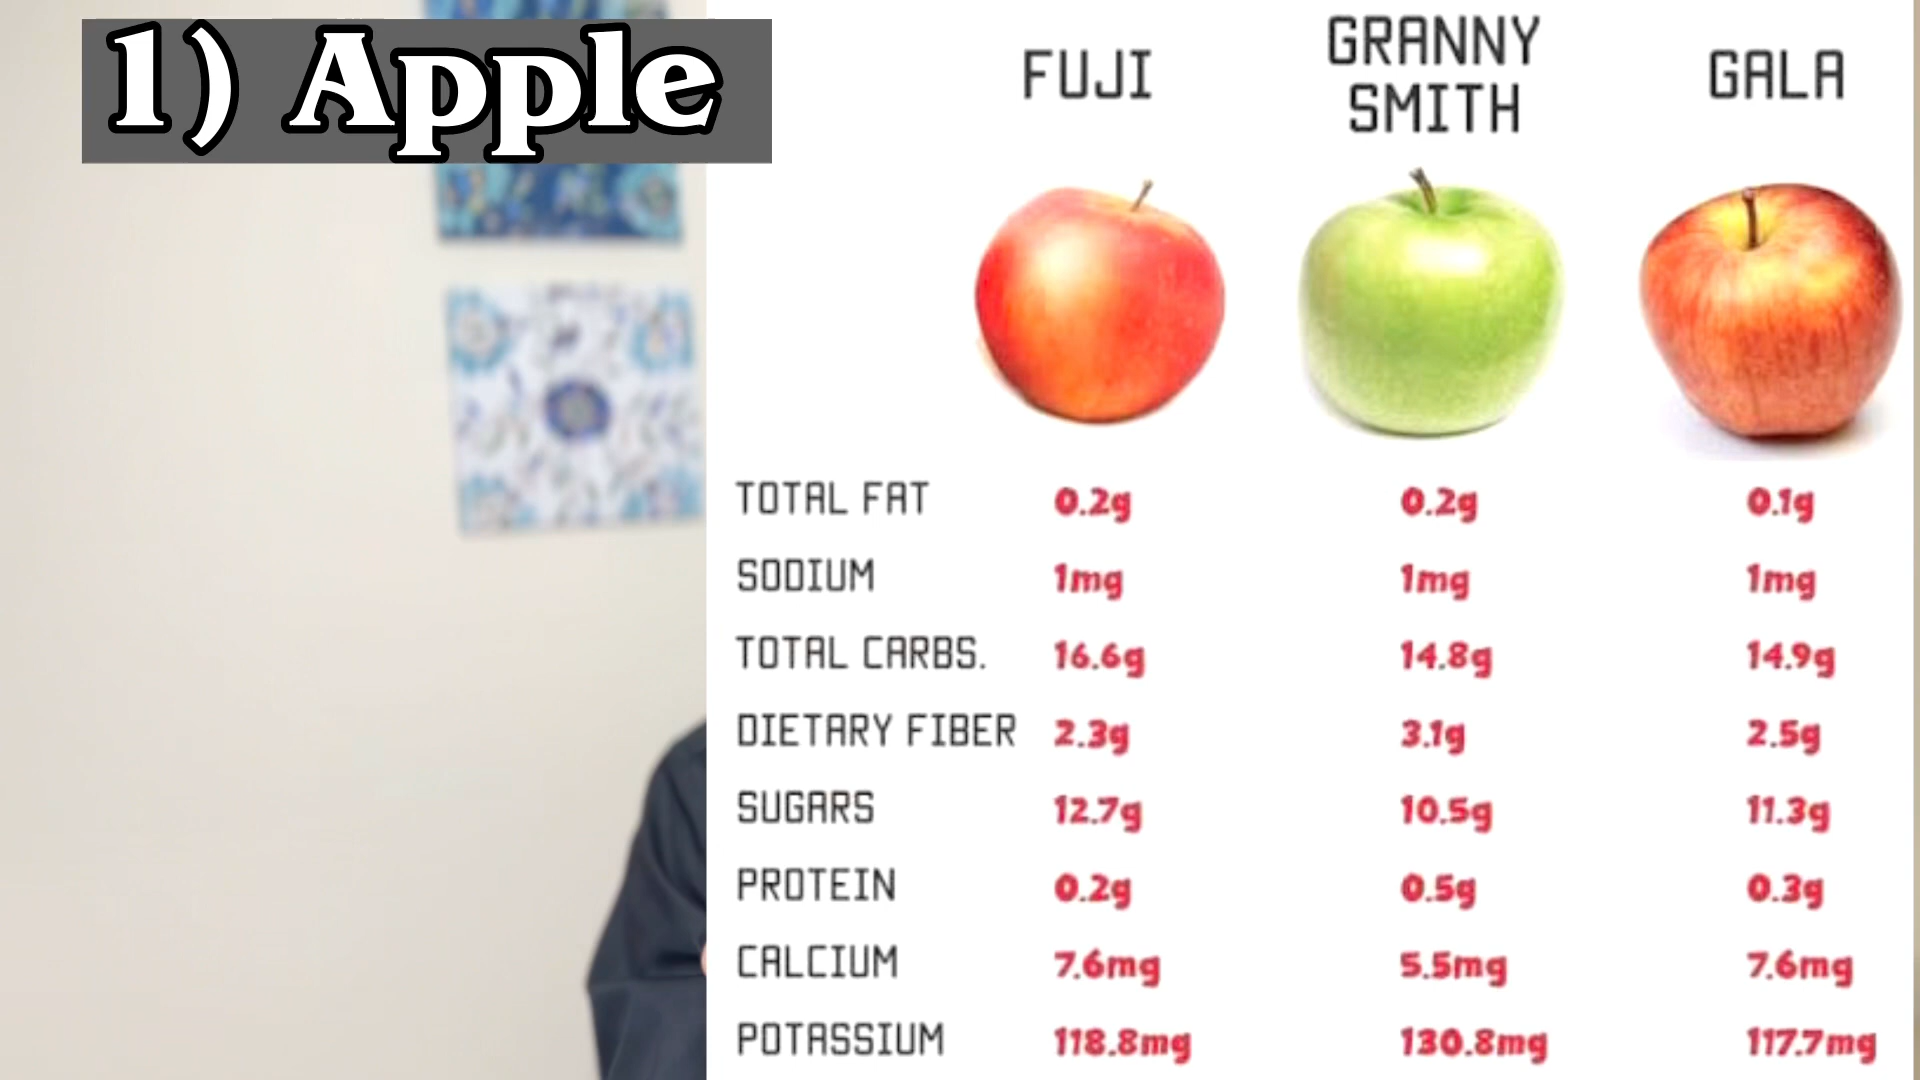 1) Apple
FUJI
GRANNY
SMITH
GALA
TOTAL FAT 0.2g 0.2g 0.1g
SODIUM 1mg 1mg 1mg
TOTAL CARBS. 16.6g 14.8g 14.9g
DIETARY FIBER 2.3g 3.1g 2.5g
SUGARS 12.7g 10.5g 11.3g
PROTEIN 0.2g 0.5g 0.3g
CALCIUM 7.6mg 5.5mg 7.6mg
POTASSIUM 118.8mg 130.8mg 117.7mg